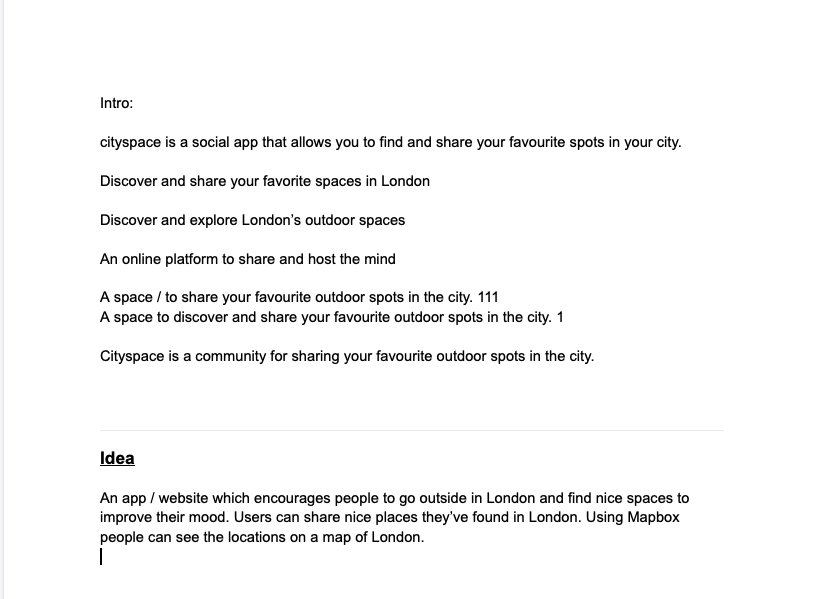 Intro:
cityspace is a social app that allows you to find and share your favourite spots in your city.
Discover and share your favorite spaces in London
Discover and explore London’s outdoor spaces
An online platform to share and host the mind
A space / to share your favourite outdoor spots in the city. 111
A space to discover and share your favourite outdoor spots in the city. 1
Cityspace is a community for sharing your favourite outdoor spots in the city.
Idea
An app / website which encourages people to go outside in London and find nice spaces to
improve their mood. Users can share nice places they’ve found in London. Using Mapbox
people can see the locations on a map of London.